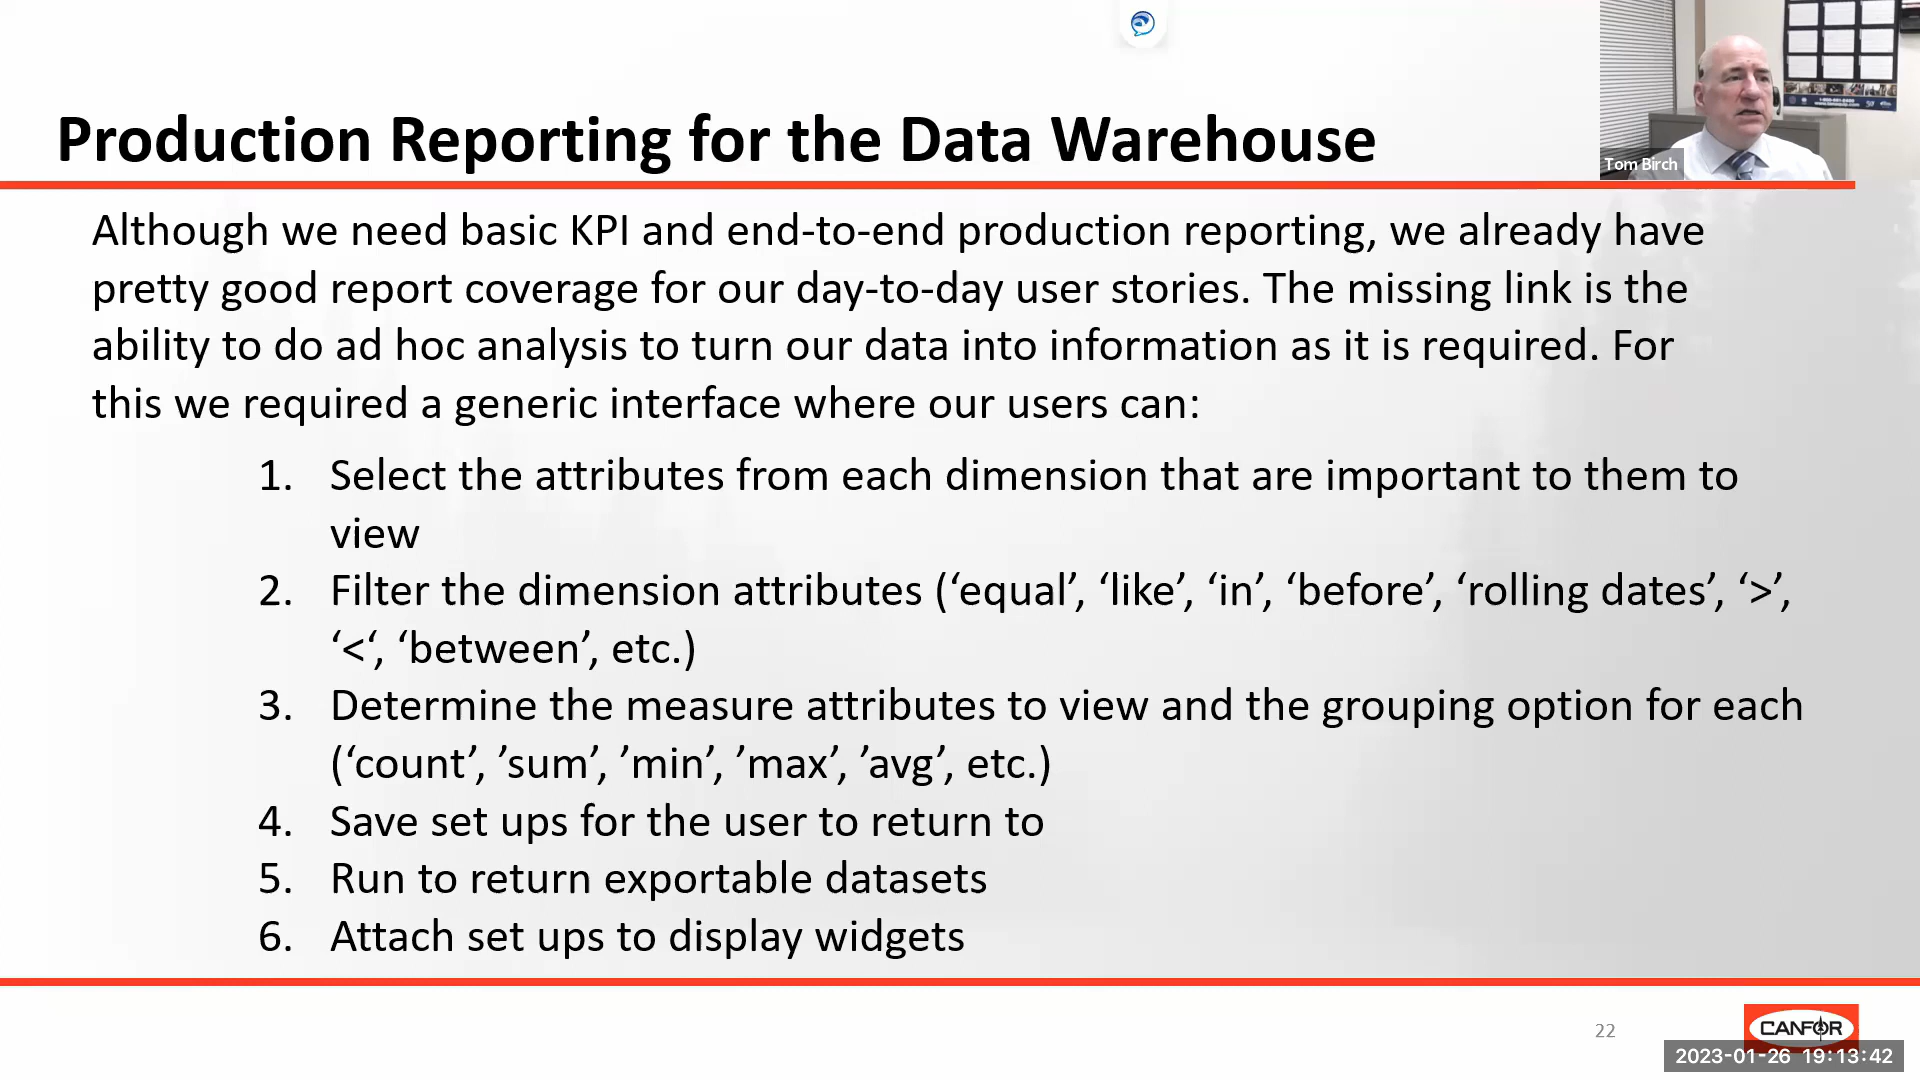 Production Reporting for the Data Warehouse
Tom Birch
Although we need basic KPI and end-to-end production reporting, we already have
pretty good report coverage for our day-to-day user stories. The missing link is the
ability to do ad hoc analysis to turn our data into information as it is required. For
this we required a generic interface where our users can:
1. Select the attributes from each dimension that are important to them to
view
2. Filter the dimension attributes (‘equal’, ‘like’, ‘in’, ‘before’, ‘rolling dates’, ‘>’,
‘<‘, ‘between’, etc.)
3. Determine the measure attributes to view and the grouping option for each
(‘count’, ’sum’, ’min’, ’max’, ’avg’, etc.)
4. Save set ups for the user to return to
5. Run to return exportable datasets
6. Attach set ups to display widgets
22
CANFOR
2023-01-26 19:13:42